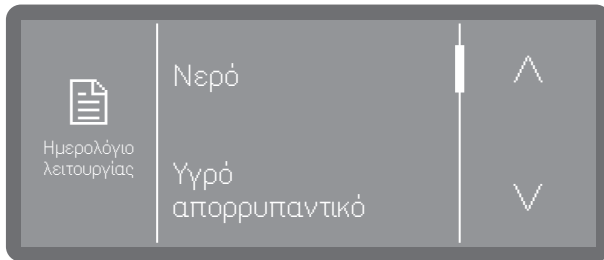 Ημερολόγιο
λειτουργίας
Νερό
Υγρό
απορρυπαντικό